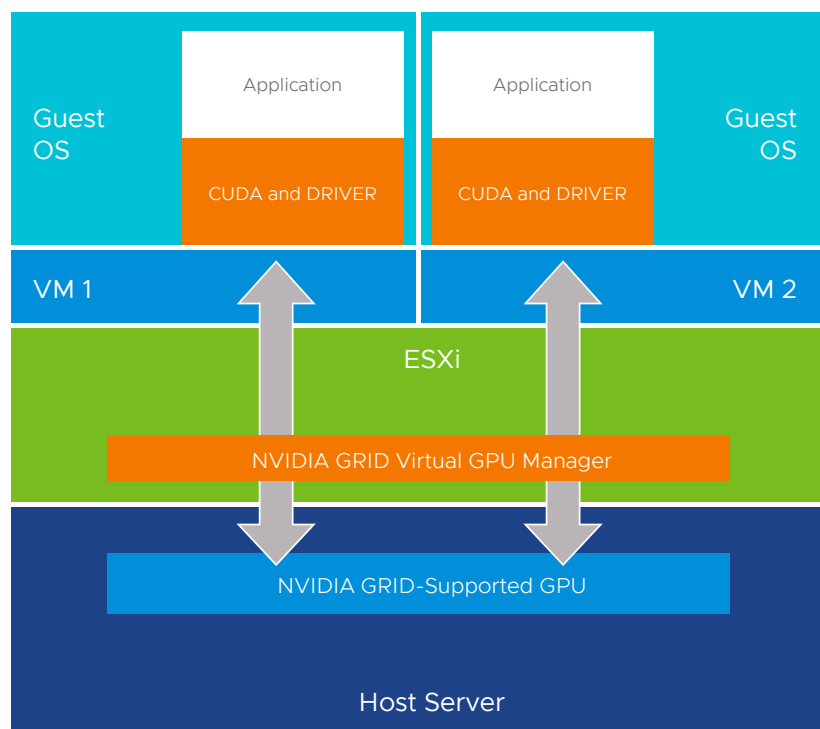 Application
Application
Guest
OS
Guest
OS
CUDA and DRIVER
CUDA and DRIVER
VM 1
VM 2
ESXi
NVIDIA GRID Virtual GPU Manager
NVIDIA GRID-Supported GPU
Host Server